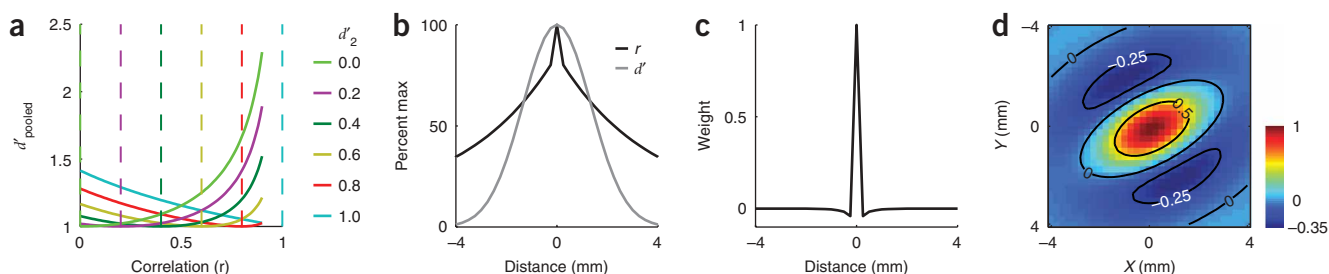 a
2.5
2.0
1.5
1
d′pooled
0
0.5
1
Correlation (r)
d′2
0.0
0.2
0.4
0.6
0.8
1.0
b
100
50
0
Percent max
−4
0
4
Distance (mm)
r
d′
c
1
0.5
0
Weight
−4
0
4
Distance (mm)
d
−4
0
4
Y (mm)
−4
0
4
X (mm)
0
−0.25
0.5
0
−0.25
0
1
0
−0.35